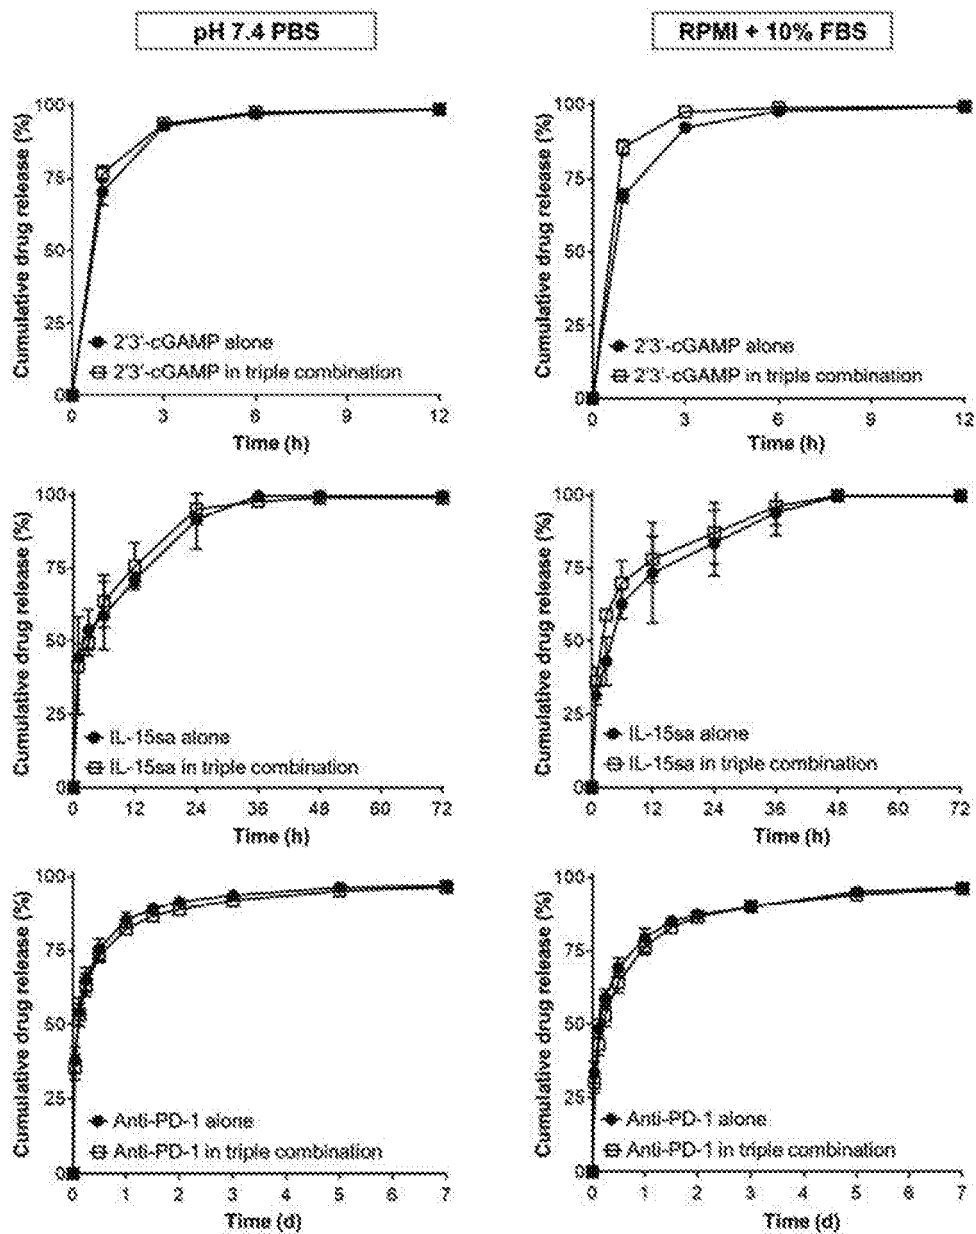 pH 7.4 PBS
RPMI + 10% FBS
Cumulative drug release (%)
100
75
50
25
0
2'3'-cGAMP alone
2'3'-cGAMP in triple combination
0 3 6 9 12
Time (h)
Cumulative drug release (%)
100
75
50
25
0
2'3'-cGAMP alone
2'3'-cGAMP in triple combination
0 3 6 9 12
Time (h)
Cumulative drug release (%)
100
75
50
25
0
IL-15sa alone
IL-15sa in triple combination
0 12 24 36 48 60 72
Time (h)
Cumulative drug release (%)
100
75
50
25
0
IL-15sa alone
IL-15sa in triple combination
0 12 24 36 48 60 72
Time (h)
Cumulative drug release (%)
100
75
50
25
0
Anti-PD-1 alone
Anti-PD-1 in triple combination
0 1 2 3 4 5 6 7
Time (d)
Cumulative drug release (%)
100
75
50
25
0
Anti-PD-1 alone
Anti-PD-1 in triple combination
0 1 2 3 4 5 6 7
Time (d)